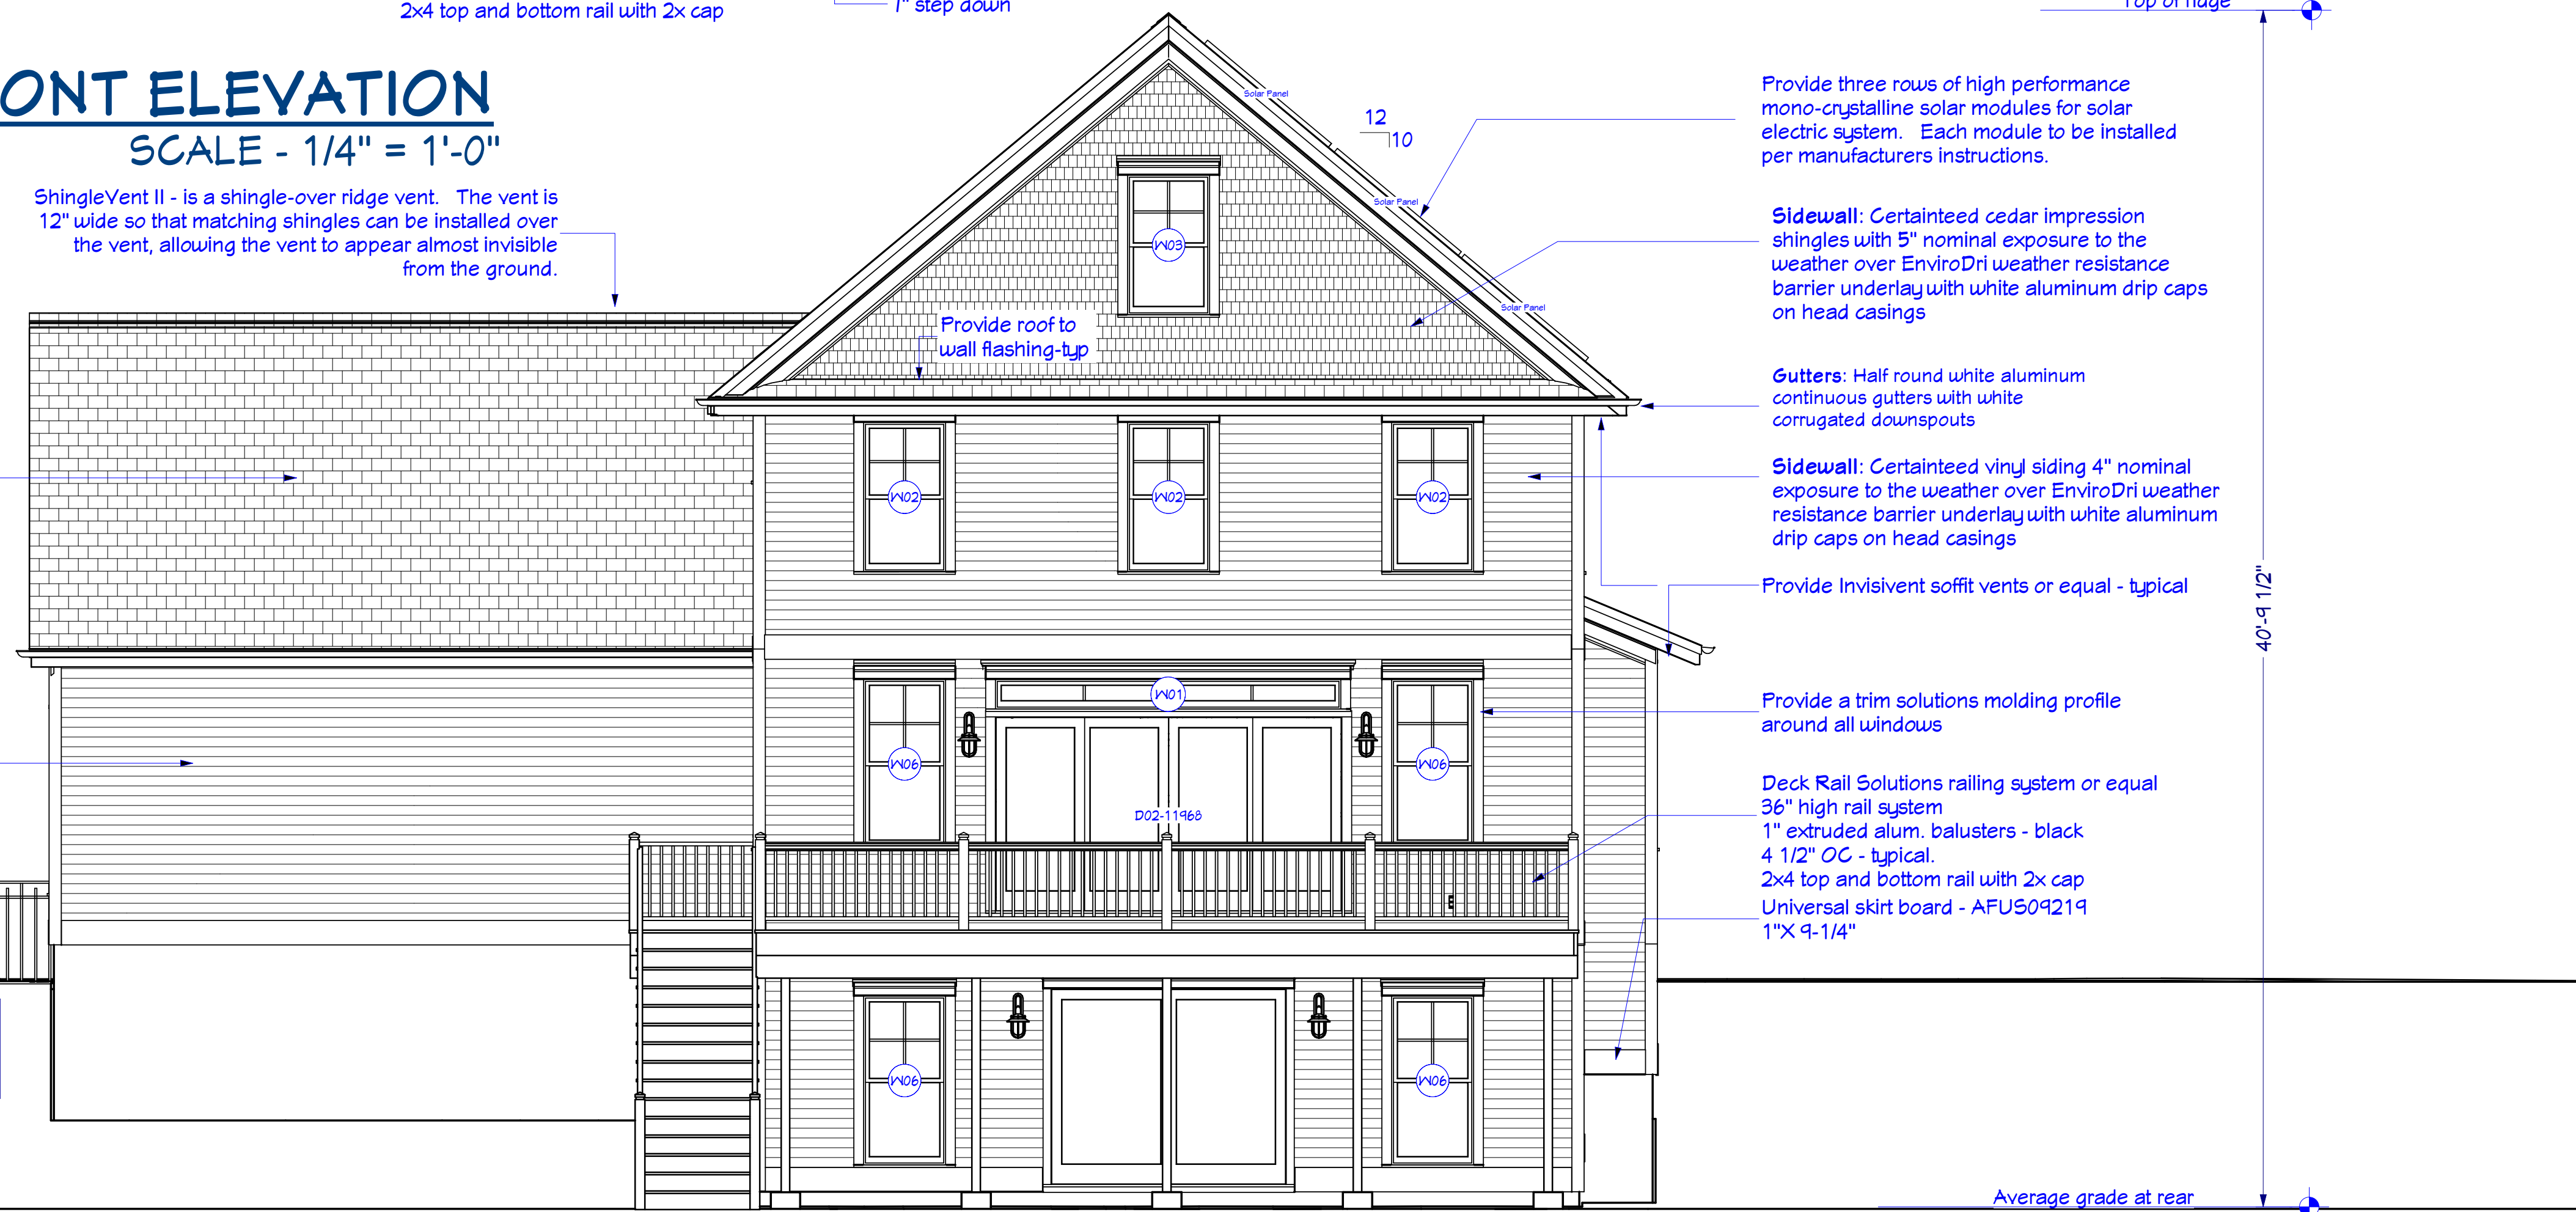 2x4 top and bottom rail with 2x cap
1" step down
Top of ridge
ONT ELEVATION
SCALE - 1/4" = 1'-0"
ShingleVent II - is a shingle-over ridge vent. The vent is
12" wide so that matching shingles can be installed over
the vent, allowing the vent to appear almost invisible
from the ground.
Solar Panel
12
10
Solar Panel
Solar Panel
W03
Provide roof to
wall flashing-typ
W02
W02
W02
W01
W06
W06
D02-11968
W06
W06
Provide three rows of high performance
mono-crystalline solar modules for solar
electric system. Each module to be installed
per manufacturers instructions.
Sidewall: Certainteed cedar impression
shingles with 5" nominal exposure to the
weather over EnviroDri weather resistance
barrier underlay with white aluminum drip caps
on head casings
Gutters: Half round white aluminum
continuous gutters with white
corrugated downspouts
Sidewall: Certainteed vinyl siding 4" nominal
exposure to the weather over EnviroDri weather
resistance barrier underlay with white aluminum
drip caps on head casings
Provide Invisivent soffit vents or equal - typical
Provide a trim solutions molding profile
around all windows
Deck Rail Solutions railing system or equal
36" high rail system
1" extruded alum. balusters - black
4 1/2" OC - typical.
2x4 top and bottom rail with 2x cap
Universal skirt board - AFUS09219
1"X 9-1/4"
40'-9 1/2"
Average grade at rear